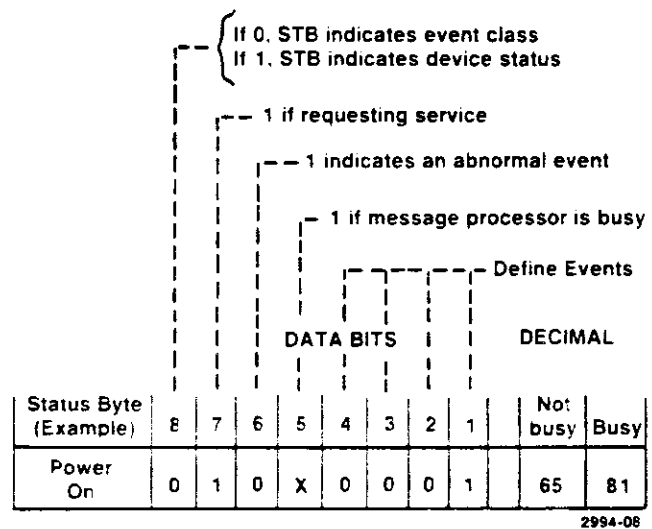 If 0, STB indicates event class
If 1, STB indicates device status
1 if requesting service
1 indicates an abnormal event
1 if message processor is busy
Define Events
DATA BITS DECIMAL
Status Byte (Example) 8 7 6 5 4 3 2 1 Not busy Busy
Power On 0 1 0 X 0 0 0 1 65 81
2994-08